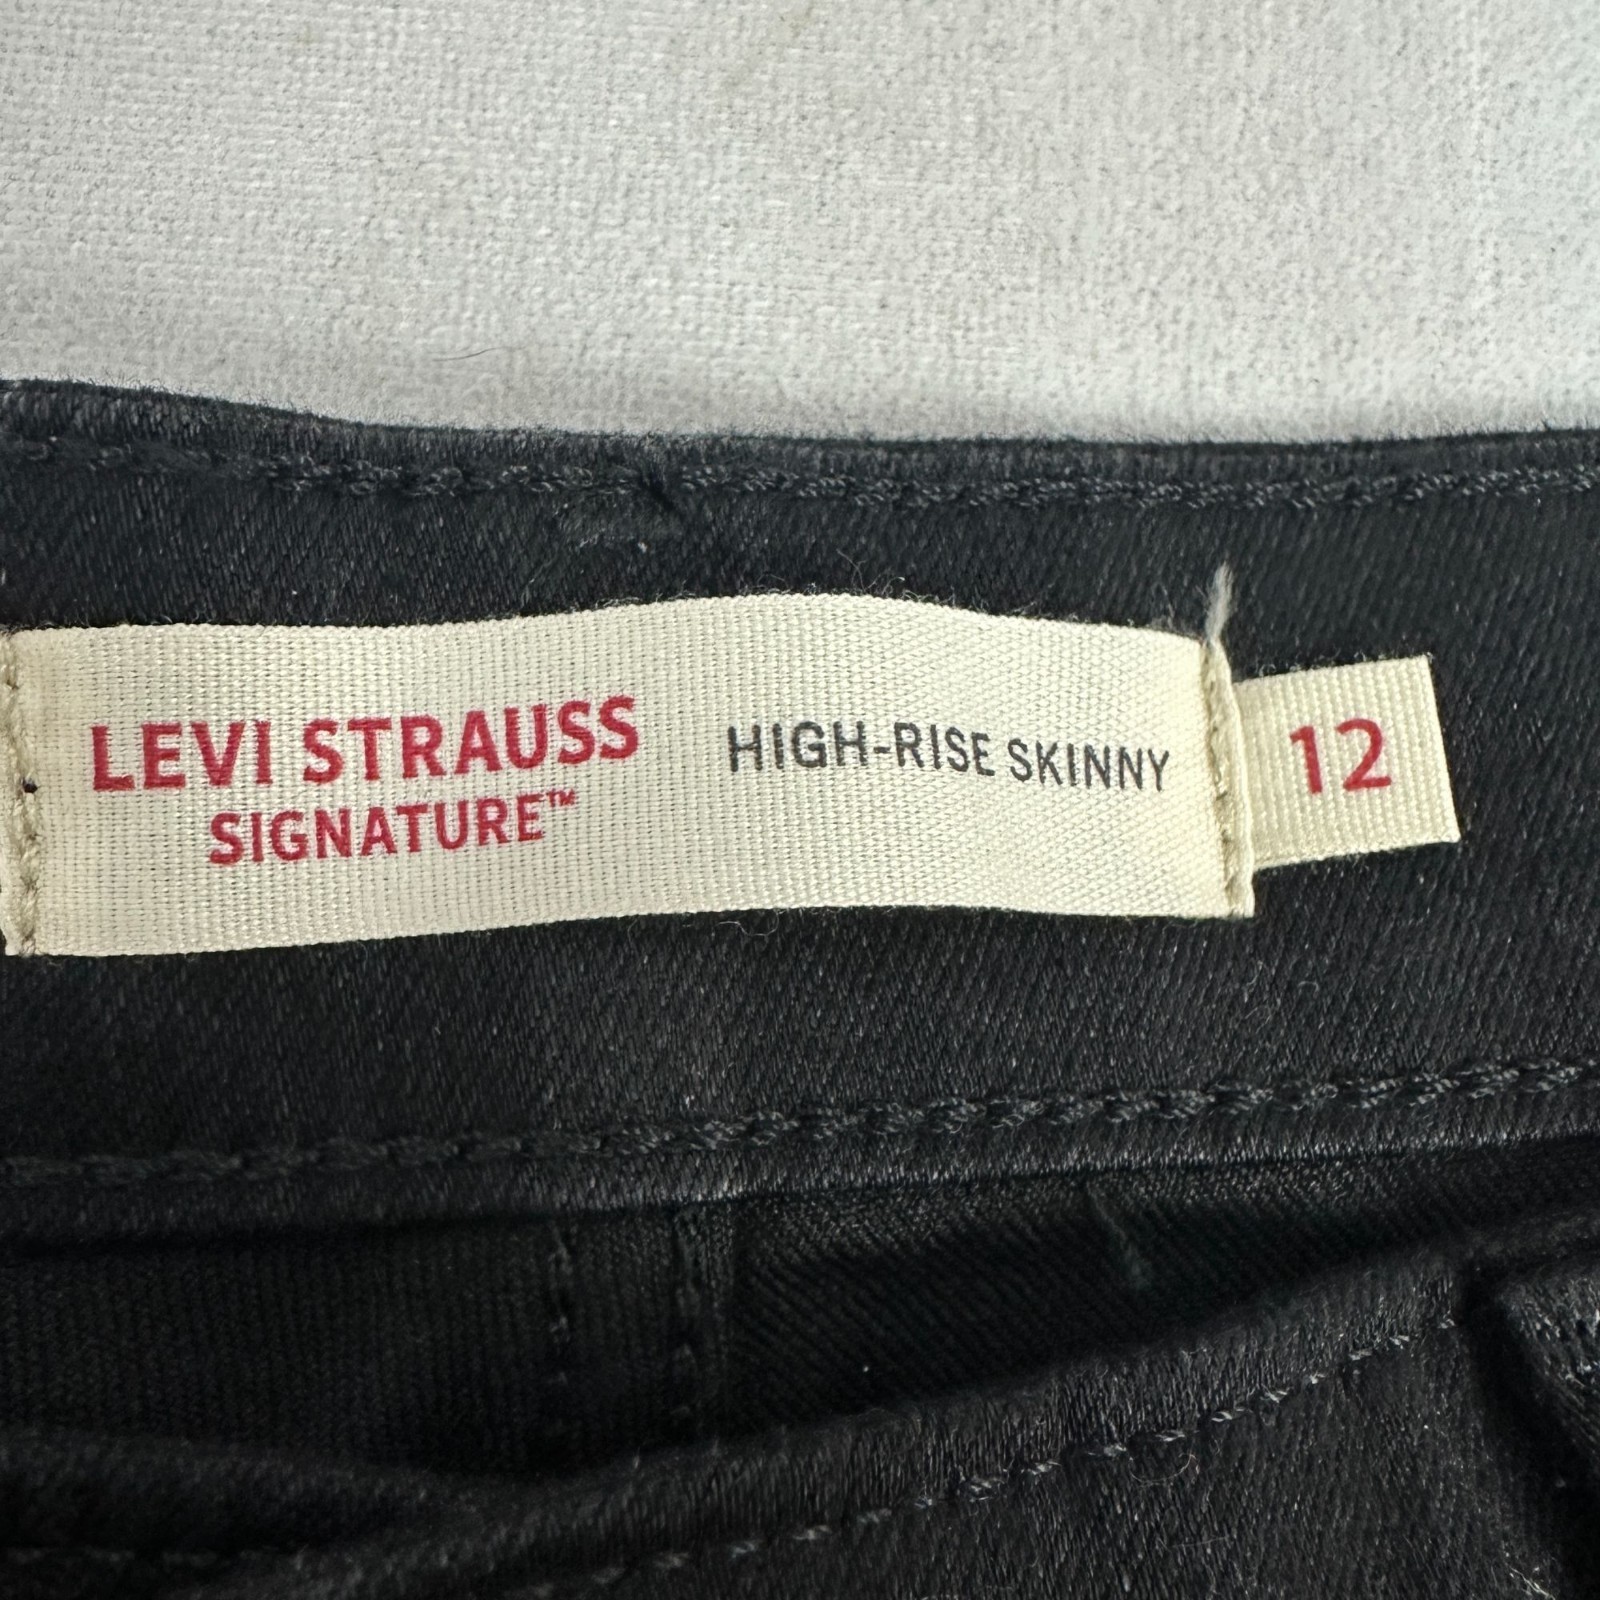 LEVI STRAUSS
SIGNATURE™
HIGH-RISE SKINNY
12